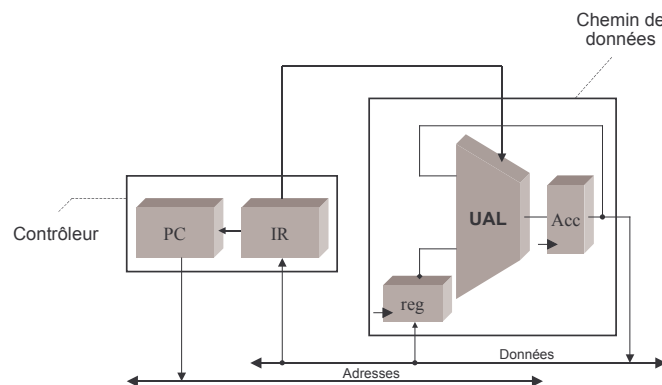 Chemin de
données
Contrôleur
PC
IR
UAL
Acc
reg
Données
Adresses